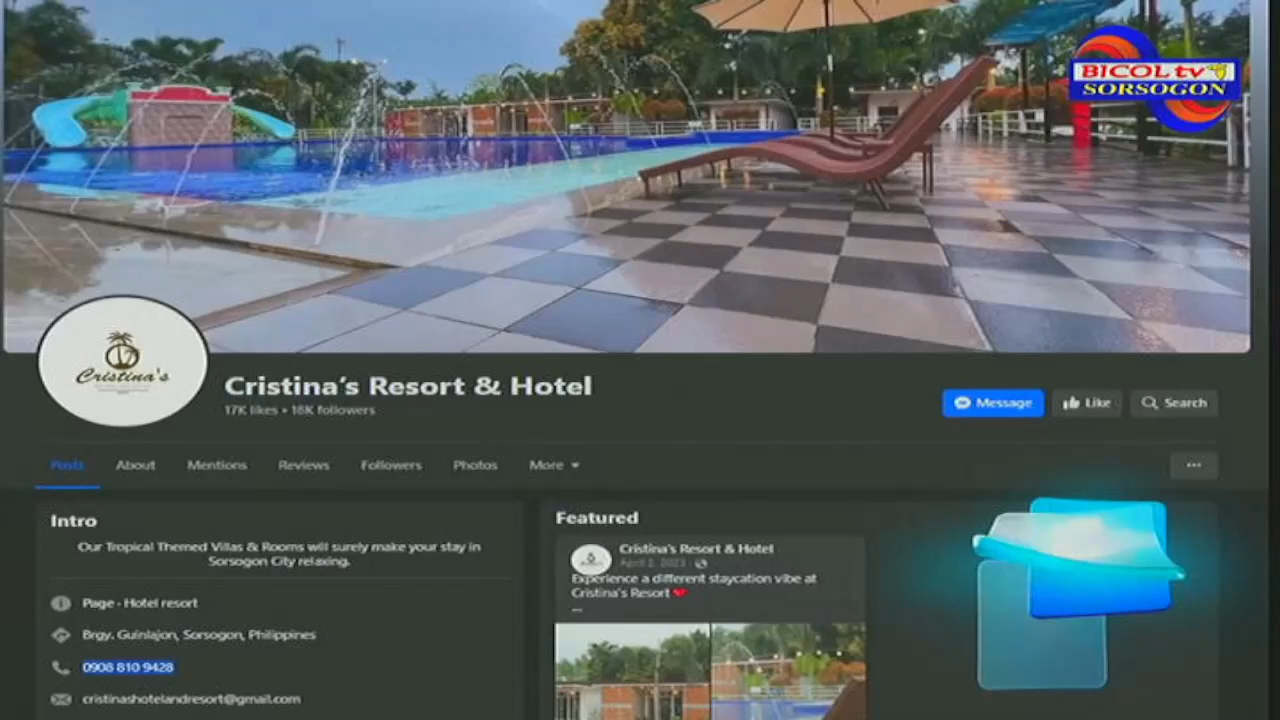 BICOL tv
SORSOGON
Cristina's
Cristina's Resort & Hotel
17K likes • 18K followers
Message
Like
Search
Posts
About
Mentions
Reviews
Followers
Photos
More
Intro
Our Tropical Themed Villas & Rooms will surely make your stay in
Sorsogon City relaxing.
Page · Hotel resort
Brgy. Guinlajon, Sorsogon, Philippines
0908 810 9428
cristinashotelandresort@gmail.com
Featured
Cristina's Resort & Hotel
April 2, 2023
Experience a different staycation vibe at
Cristina's Resort ❤
...